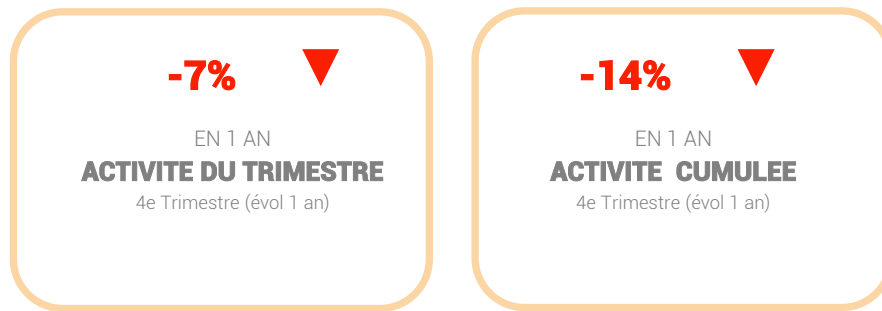 -7%
EN 1 AN
ACTIVITE DU TRIMESTRE
4e Trimestre (évol 1 an)
-14%
EN 1 AN
ACTIVITE CUMULEE
4e Trimestre (évol 1 an)